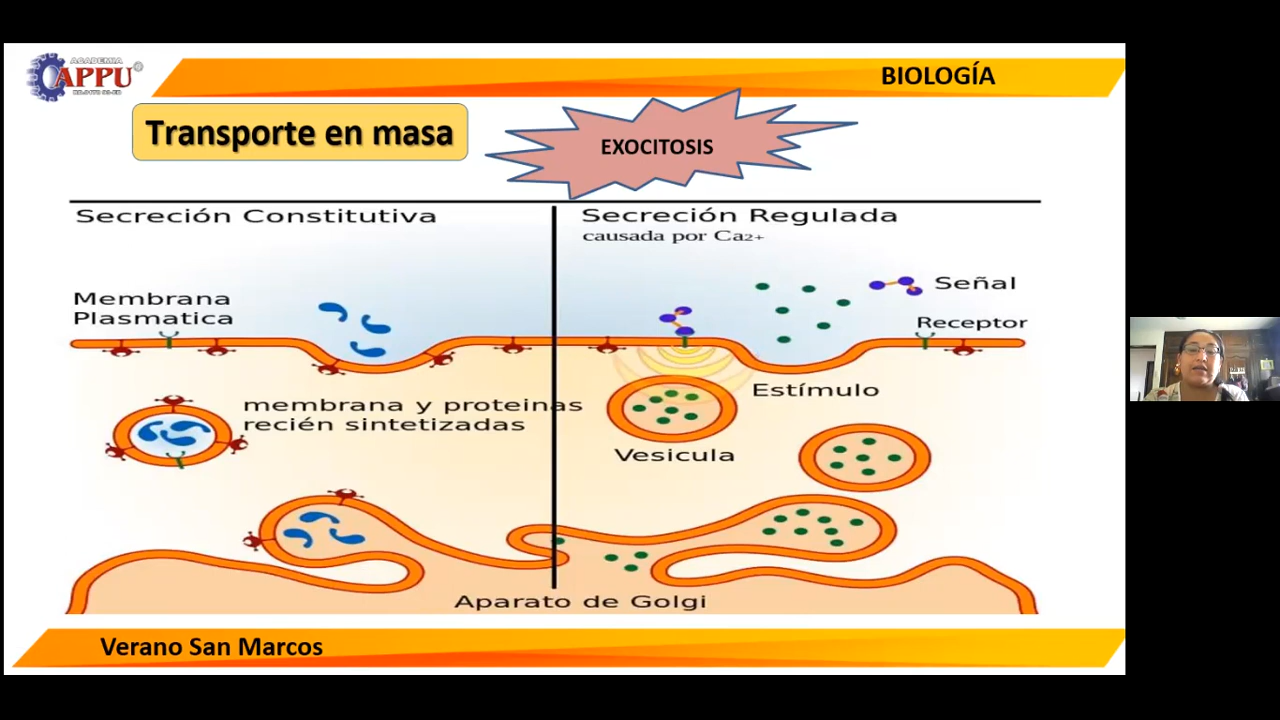 ACADEMIA
APPU
BIOLOGÍA
Transporte en masa
EXOCITOSIS
Secreción Constitutiva
Secreción Regulada
causada por Ca2+
Membrana
Plasmatica
Señal
Receptor
Estímulo
membrana y proteinas
recién sintetizadas
Vesicula
Aparato de Golgi
Verano San Marcos